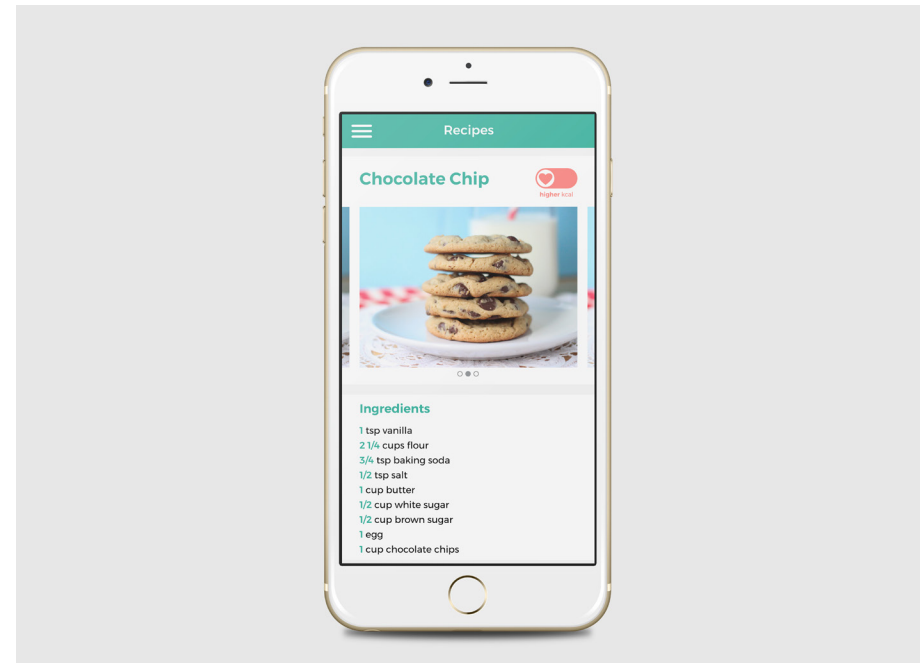 Recipes
Chocolate Chip
higher kcal
Ingredients
1 tsp vanilla
2 1/4 cups flour
3/4 tsp baking soda
1/2 tsp salt
1 cup butter
1/2 cup white sugar
1/2 cup brown sugar
1 egg
1 cup chocolate chips